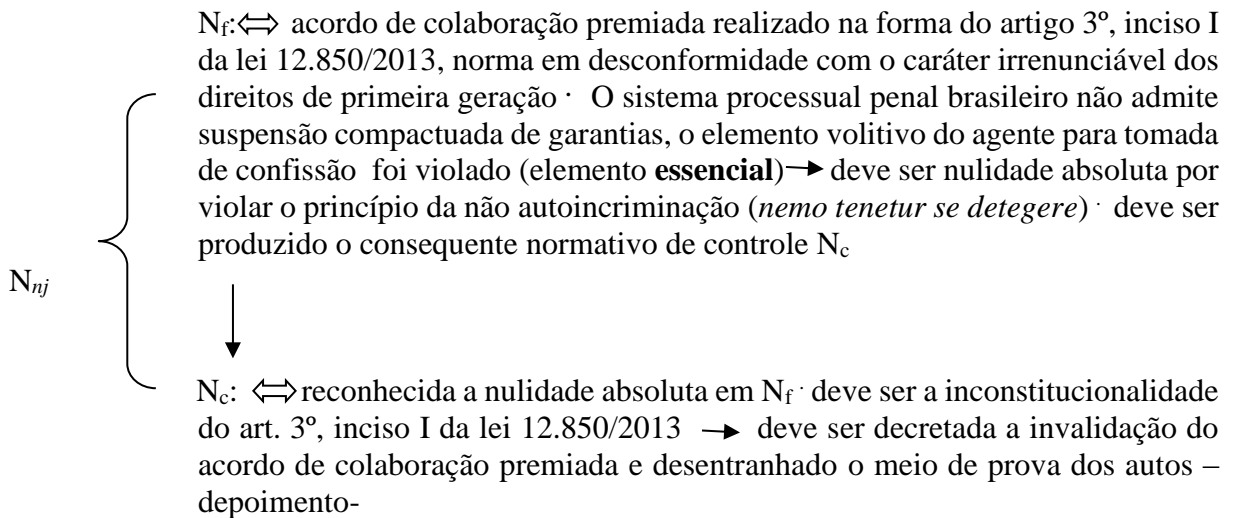 N_f:⇔ acordo de colaboração premiada realizado na forma do artigo 3º, inciso I
da lei 12.850/2013, norma em desconformidade com o caráter irrenunciável dos
direitos de primeira geração · O sistema processual penal brasileiro não admite
suspensão compactuada de garantias, o elemento volitivo do agente para tomada
de confissão foi violado (elemento essencial)→ deve ser nulidade absoluta por
violar o princípio da não autoincriminação (nemo tenetur se detegere) · deve ser
produzido o consequente normativo de controle N_c
N_nj
N_c: ⇔ reconhecida a nulidade absoluta em N_f · deve ser a inconstitucionalidade
do art. 3º, inciso I da lei 12.850/2013 → deve ser decretada a invalidação do
acordo de colaboração premiada e desentranhado o meio de prova dos autos –
depoimento-